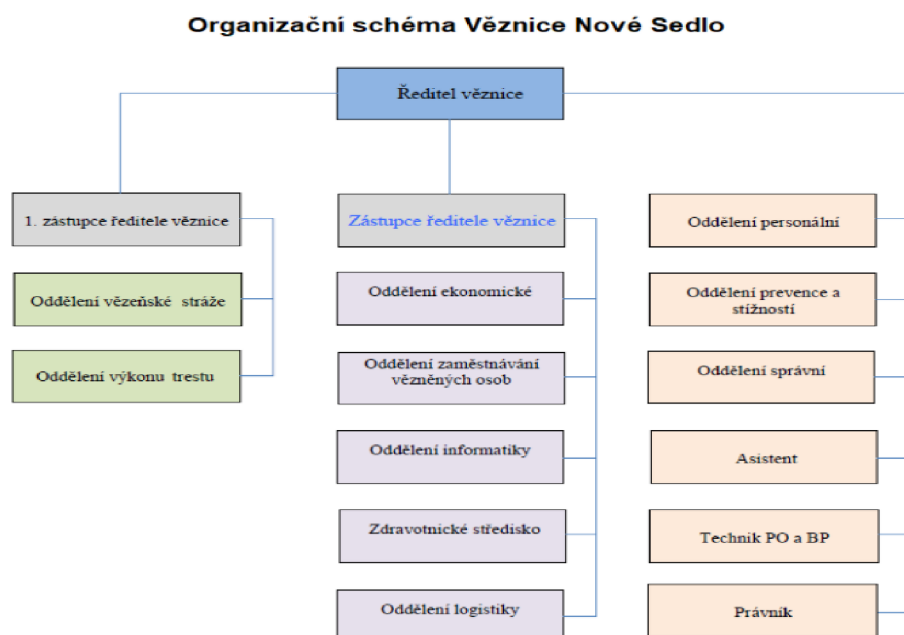 Organizační schéma Věznice Nové Sedlo
Ředitel věznice
1. zástupce ředitele věznice
Oddělení vězeňské stráže
Oddělení výkonu trestu
Zástupce ředitele věznice
Oddělení ekonomické
Oddělení zaměstnávání
vězněných osob
Oddělení informatiky
Zdravotnické středisko
Oddělení logistiky
Oddělení personální
Oddělení prevence a
stížností
Oddělení správní
Asistent
Technik PO a BP
Právník